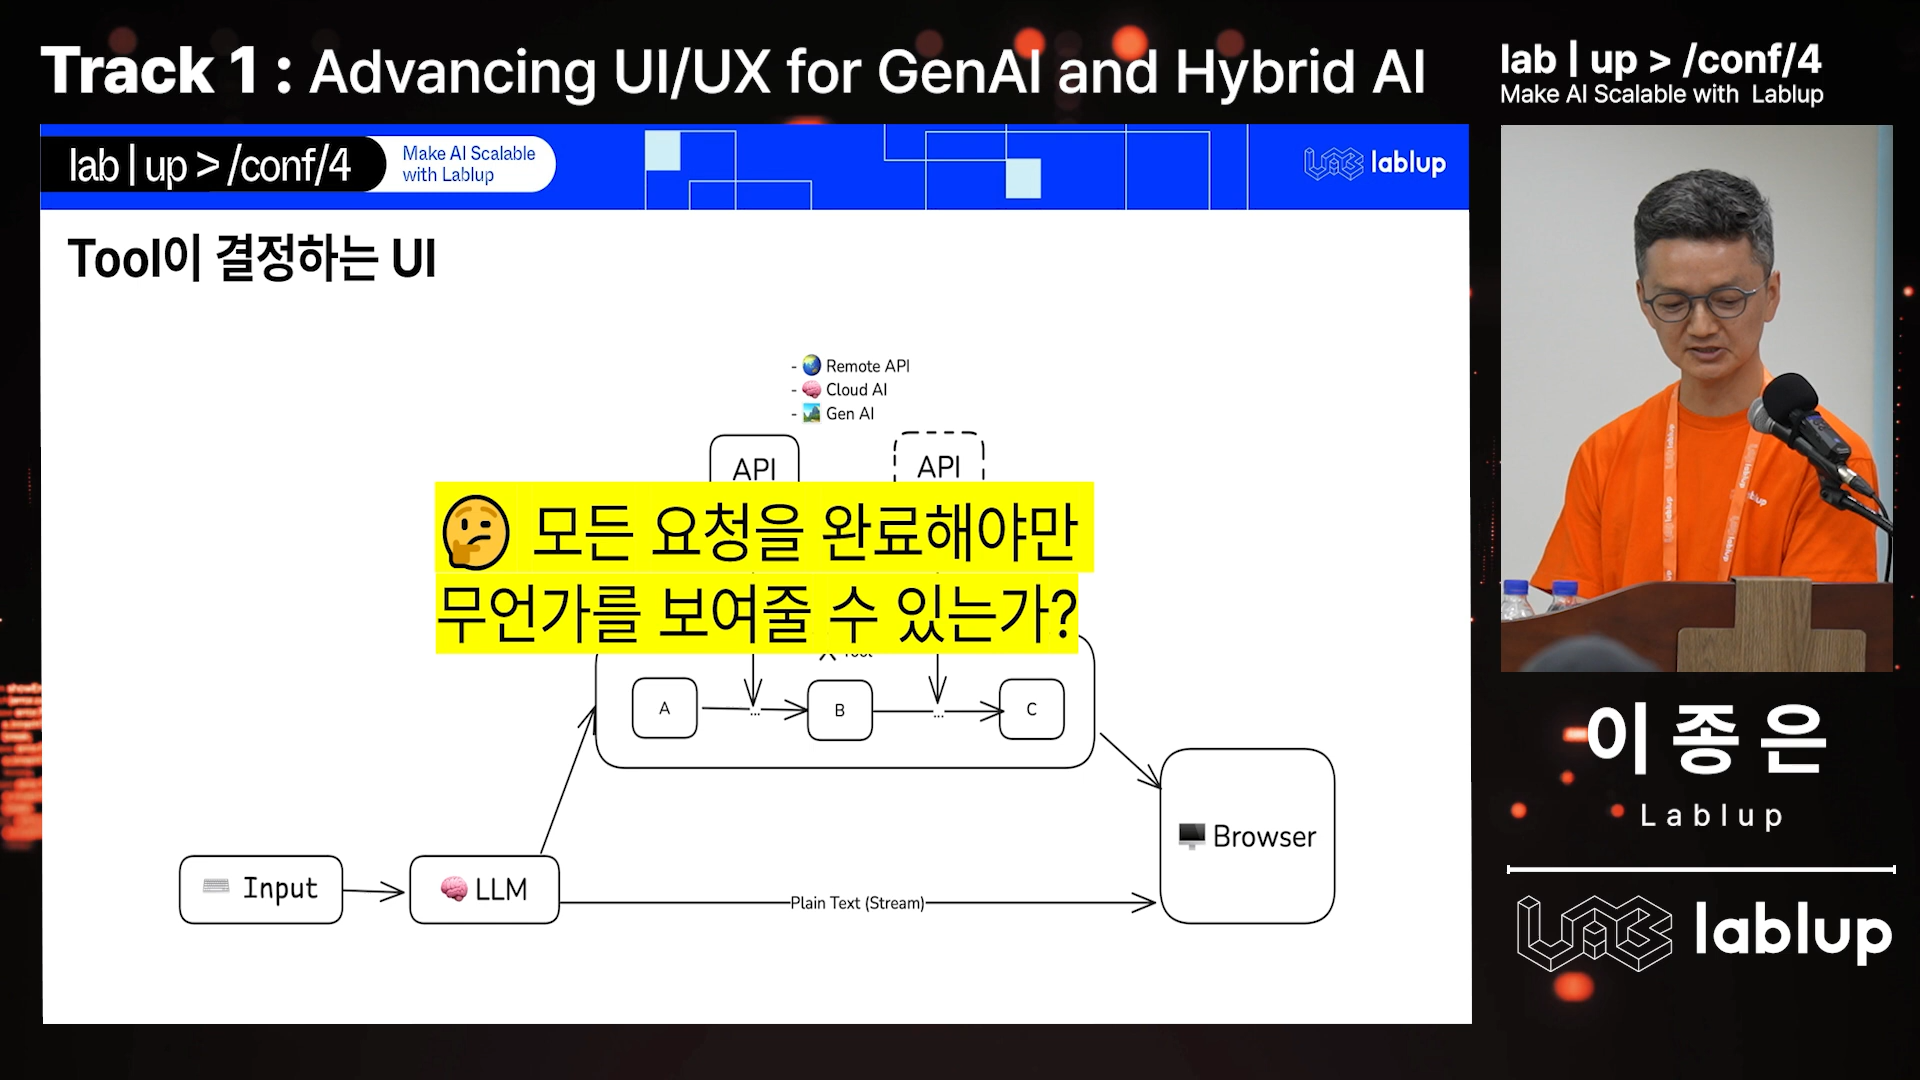 Track 1 : Advancing UI/UX for GenAI and Hybrid AI
lab | up > /conf/4
Make AI Scalable with Lablup
lab | up > /conf/4
Make AI Scalable
with Lablup
lablup
Tool이 결정하는 UI
- 🌏 Remote API
- 🧠 Cloud AI
- 🏞️ Gen AI
API
API
🤔 모든 요청을 완료해야만
무언가를 보여줄 수 있는가?
Tool
A
...
B
...
C
Input
LLM
Plain Text (Stream)
Browser
이종은
Lablup
lablup